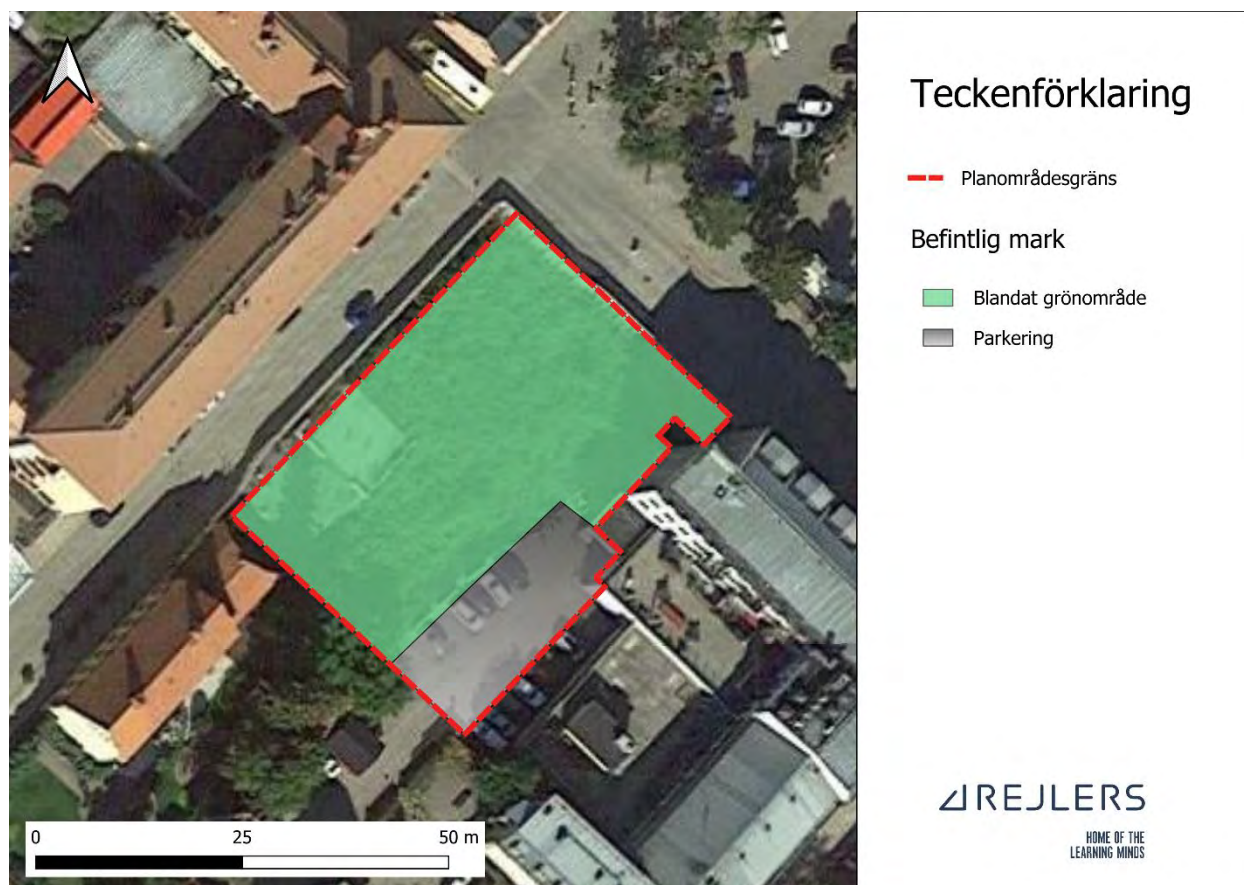 Teckenförklaring
Planområdesgräns
Befintlig mark
Blandat grönområde
Parkering
0 25 50 m
REJLERS
HOME OF THE
LEARNING MINDS